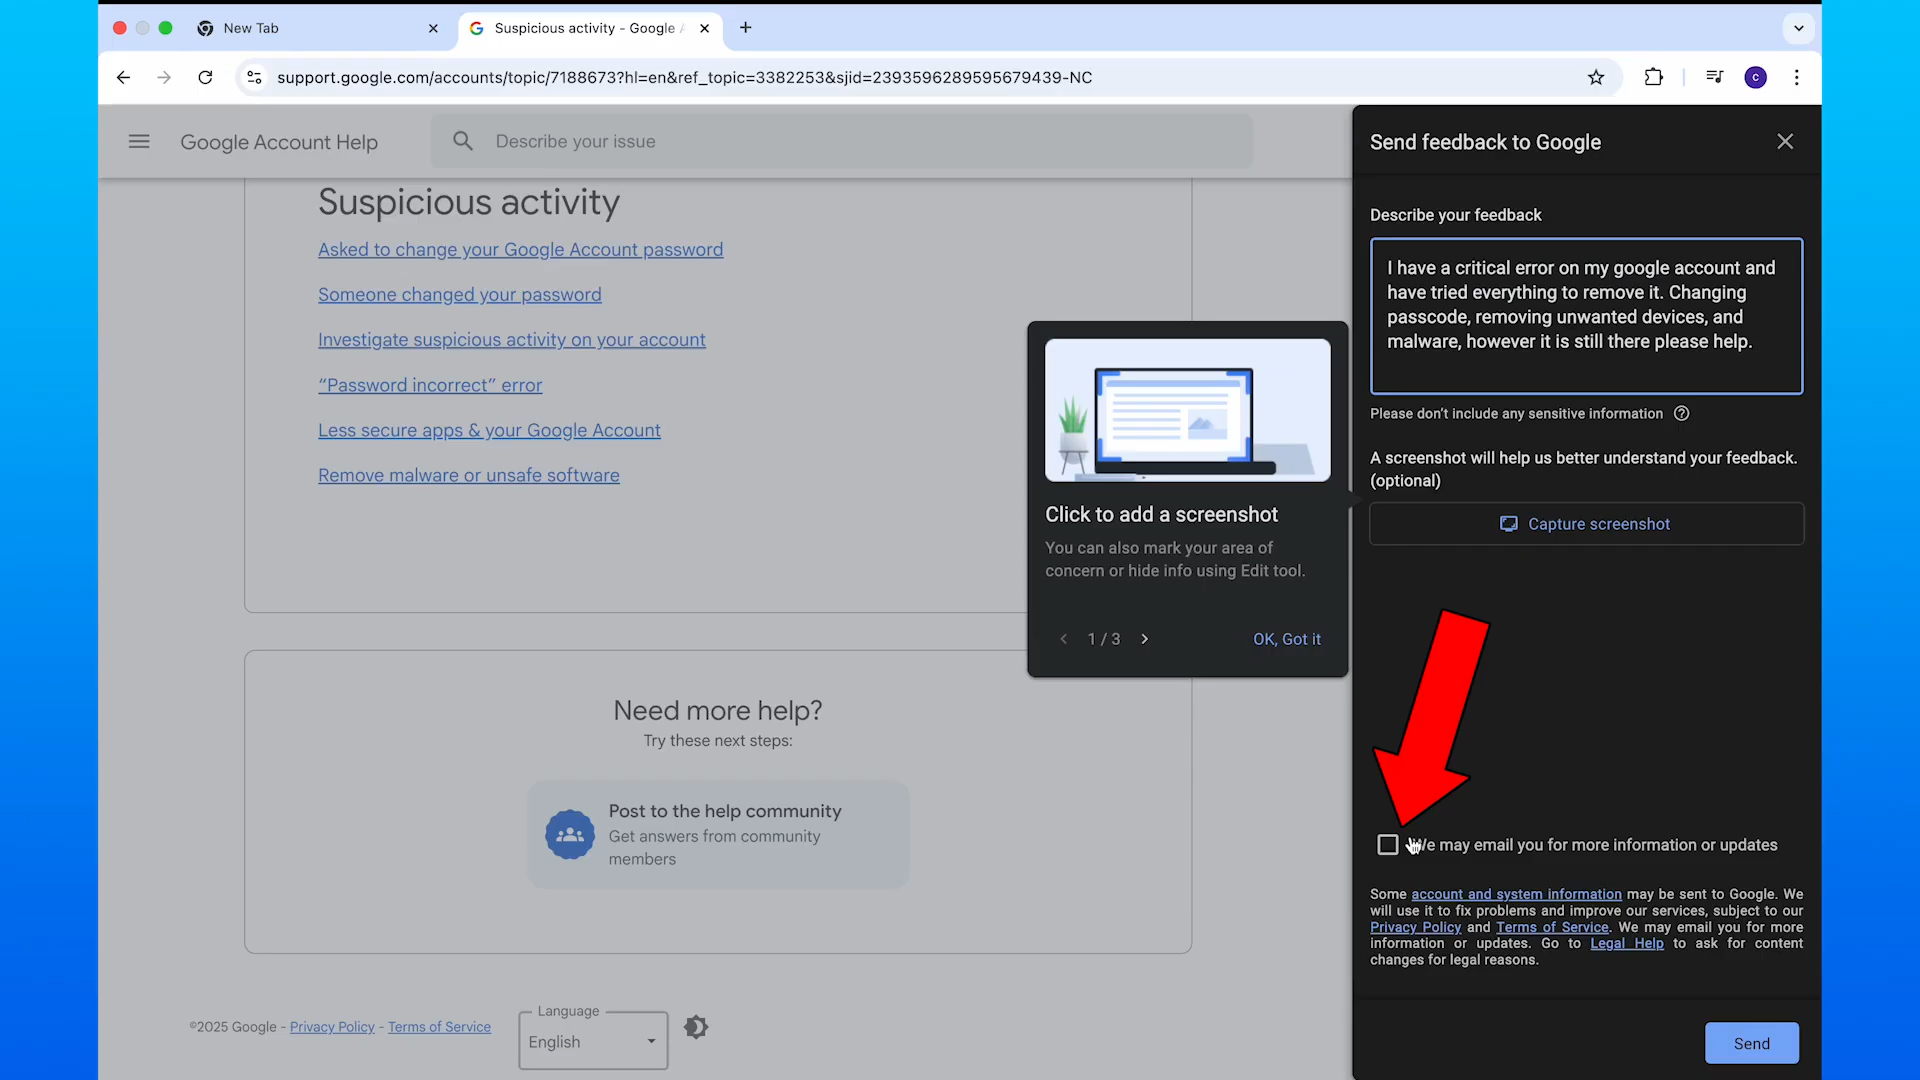 New Tab
Suspicious activity - Google A
support.google.com/accounts/topic/7188673?hl=en&ref_topic=3382253&sjid=2393596289595679439-NC
C
Google Account Help
Describe your issue
Suspicious activity
Asked to change your Google Account password
Someone changed your password
Investigate suspicious activity on your account
“Password incorrect” error
Less secure apps & your Google Account
Remove malware or unsafe software
Need more help?
Try these next steps:
Post to the help community
Get answers from community
members
©2025 Google - Privacy Policy - Terms of Service
Language
English
Click to add a screenshot
You can also mark your area of
concern or hide info using Edit tool.
1 / 3
OK, Got it
Send feedback to Google
Describe your feedback
I have a critical error on my google account and
have tried everything to remove it. Changing
passcode, removing unwanted devices, and
malware, however it is still there please help.
Please don’t include any sensitive information
A screenshot will help us better understand your feedback.
(optional)
Capture screenshot
We may email you for more information or updates
Some account and system information may be sent to Google. We
will use it to fix problems and improve our services, subject to our
Privacy Policy and Terms of Service. We may email you for more
information or updates. Go to Legal Help to ask for content
changes for legal reasons.
Send